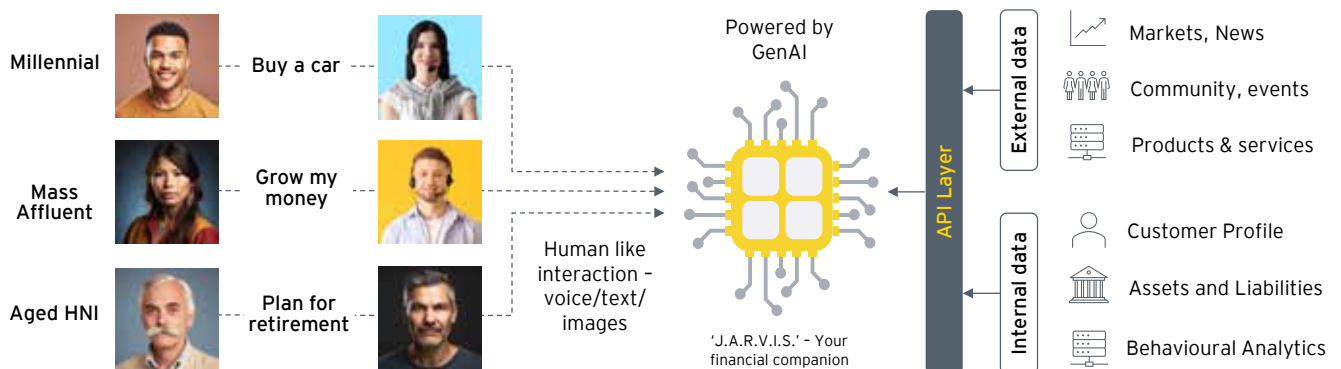 Millennial
Buy a car
Mass
Affluent
Grow my
money
Aged HNI
Plan for
retirement
Human like
interaction –
voice/text/
images
Powered by
GenAI
'J.A.R.V.I.S.' – Your
financial companion
API Layer
External data
Markets, News
Community, events
Products & services
Internal data
Customer Profile
Assets and Liabilities
Behavioural Analytics